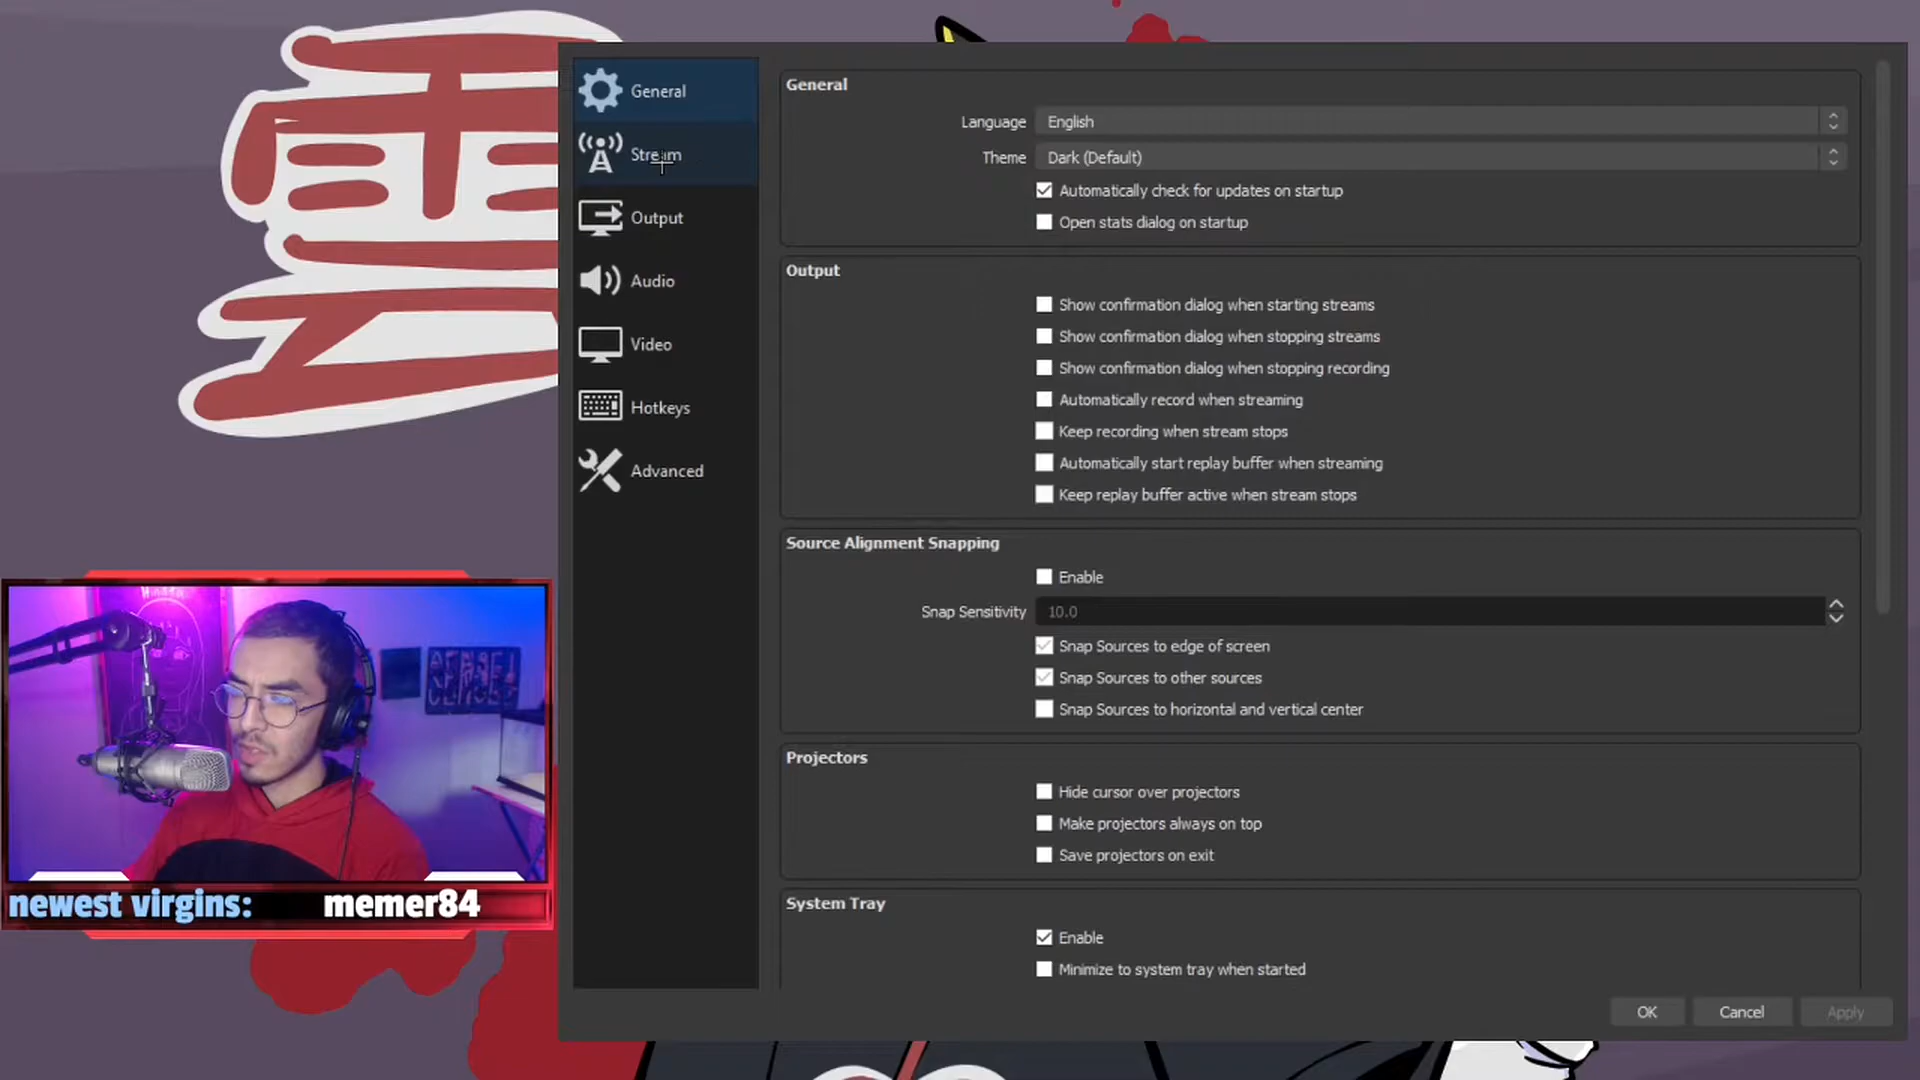 雲
General
Stream
Output
Audio
Video
Hotkeys
Advanced
General
Language English
Theme Dark (Default)
Automatically check for updates on startup
Open stats dialog on startup
Output
Show confirmation dialog when starting streams
Show confirmation dialog when stopping streams
Show confirmation dialog when stopping recording
Automatically record when streaming
Keep recording when stream stops
Automatically start replay buffer when streaming
Keep replay buffer active when stream stops
Source Alignment Snapping
Enable
Snap Sensitivity 10.0
Snap Sources to edge of screen
Snap Sources to other sources
Snap Sources to horizontal and vertical center
Projectors
Hide cursor over projectors
Make projectors always on top
Save projectors on exit
System Tray
Enable
Minimize to system tray when started
OK Cancel Apply
newest virgins: memer84